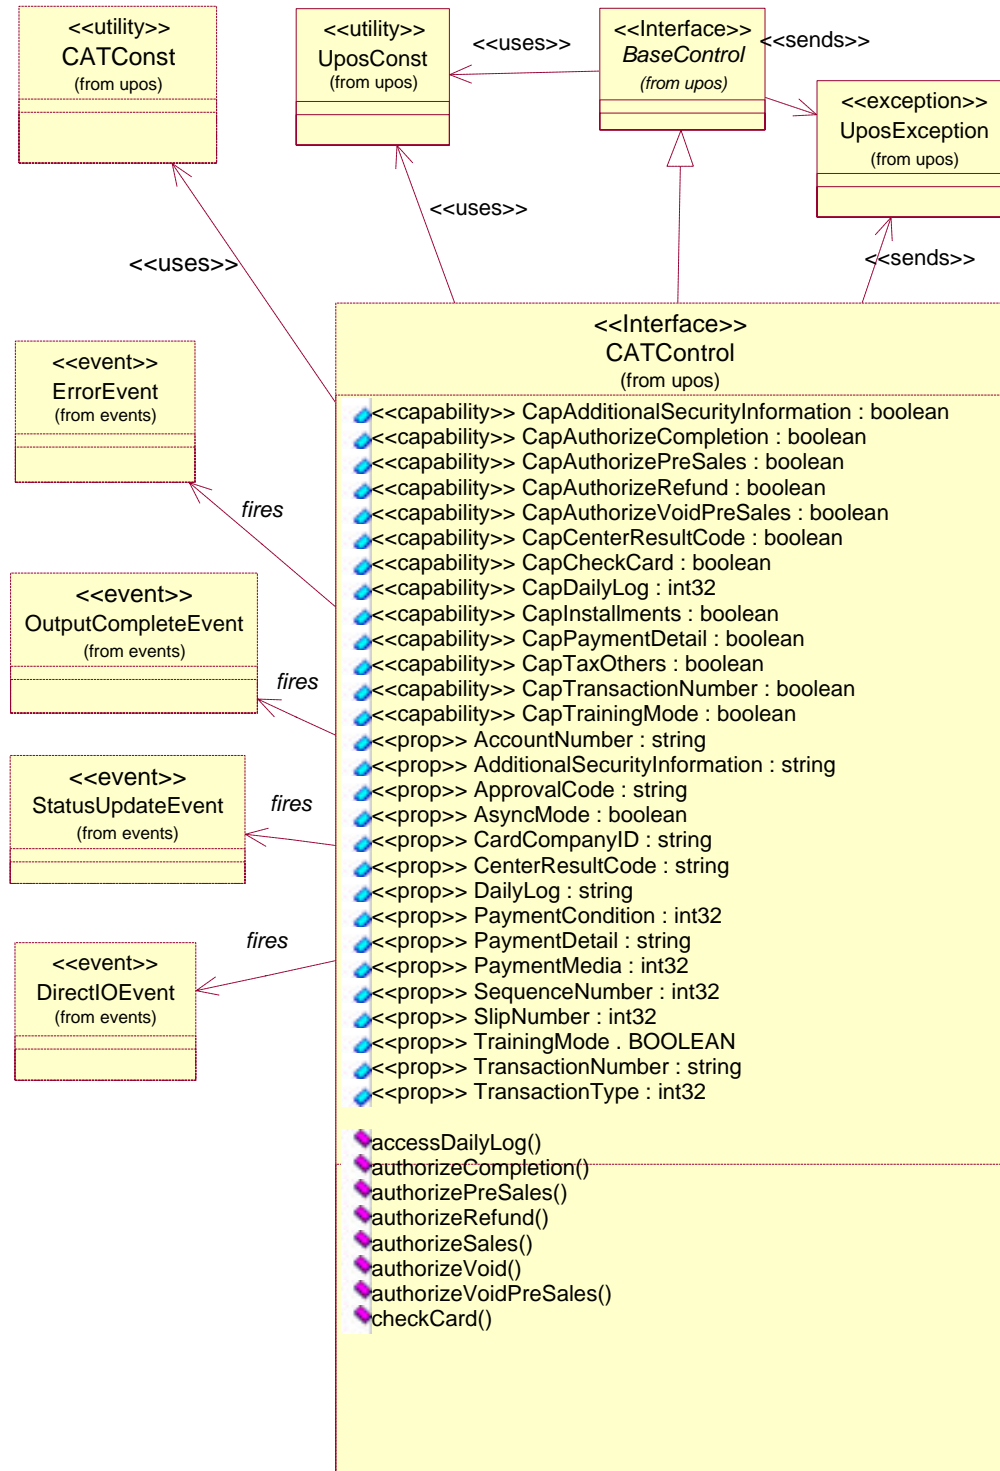 <<utility>>
CATConst
(from upos)
<<utility>>
UposConst
(from upos)
<<uses>>
<<Interface>>
BaseControl
(from upos)
<<sends>>
<<exception>>
UposException
(from upos)
<<uses>>
<<uses>>
<<sends>>
<<event>>
ErrorEvent
(from events)
fires
<<event>>
OutputCompleteEvent
(from events)
fires
<<event>>
StatusUpdateEvent
(from events)
fires
<<event>>
DirectIOEvent
(from events)
fires
<<Interface>>
CATControl
(from upos)
<<capability>> CapAdditionalSecurityInformation : boolean
<<capability>> CapAuthorizeCompletion : boolean
<<capability>> CapAuthorizePreSales : boolean
<<capability>> CapAuthorizeRefund : boolean
<<capability>> CapAuthorizeVoidPreSales : boolean
<<capability>> CapCenterResultCode : boolean
<<capability>> CapCheckCard : boolean
<<capability>> CapDailyLog : int32
<<capability>> CapInstallments : boolean
<<capability>> CapPaymentDetail : boolean
<<capability>> CapTaxOthers : boolean
<<capability>> CapTransactionNumber : boolean
<<capability>> CapTrainingMode : boolean
<<prop>> AccountNumber : string
<<prop>> AdditionalSecurityInformation : string
<<prop>> ApprovalCode : string
<<prop>> AsyncMode : boolean
<<prop>> CardCompanyID : string
<<prop>> CenterResultCode : string
<<prop>> DailyLog : string
<<prop>> PaymentCondition : int32
<<prop>> PaymentDetail : string
<<prop>> PaymentMedia : int32
<<prop>> SequenceNumber : int32
<<prop>> SlipNumber : int32
<<prop>> TrainingMode . BOOLEAN
<<prop>> TransactionNumber : string
<<prop>> TransactionType : int32
accessDailyLog()
authorizeCompletion()
authorizePreSales()
authorizeRefund()
authorizeSales()
authorizeVoid()
authorizeVoidPreSales()
checkCard()